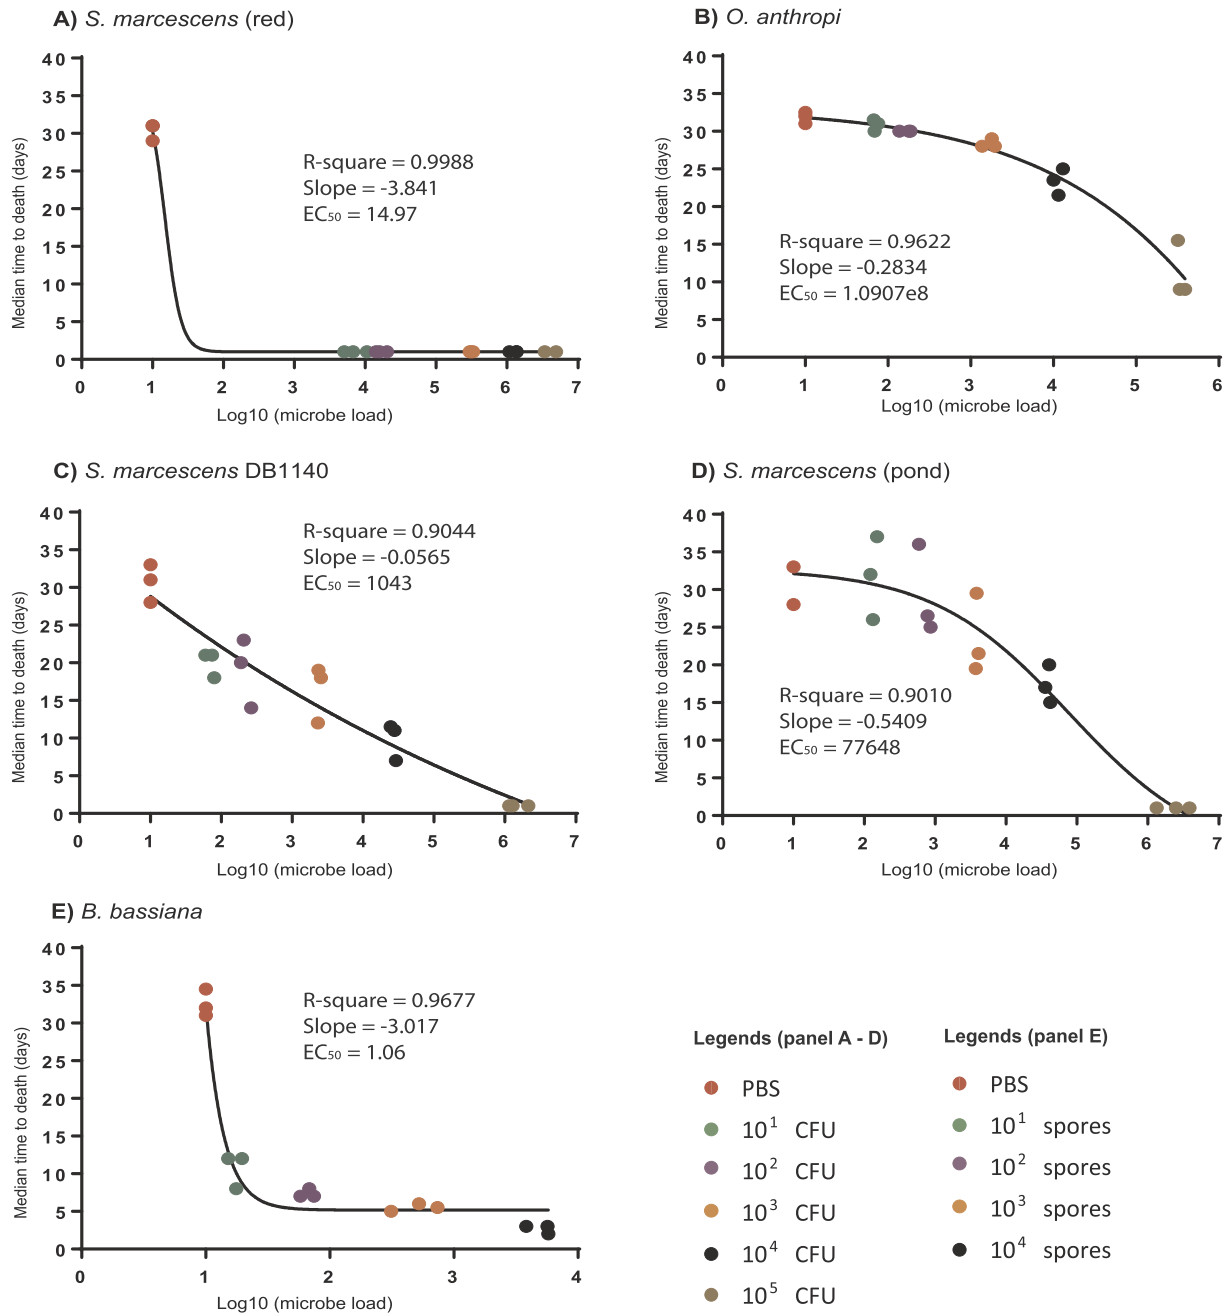 A) S. marcescens (red)
40
35
30
25
20
15
10
5
0
Median time to death (days)
R-square = 0.9988
Slope = -3.841
EC50 = 14.97
0 1 2 3 4 5 6 7
Log10 (microbe load)
B) O. anthropi
40
35
30
25
20
15
10
5
0
Median time to death (days)
R-square = 0.9622
Slope = -0.2834
EC50 = 1.0907e8
0 1 2 3 4 5 6
Log10 (microbe load)
C) S. marcescens DB1140
40
35
30
25
20
15
10
5
0
Median time to death (days)
R-square = 0.9044
Slope = -0.0565
EC50 = 1043
0 1 2 3 4 5 6 7
Log10 (microbe load)
D) S. marcescens (pond)
40
35
30
25
20
15
10
5
0
Median time to death (days)
R-square = 0.9010
Slope = -0.5409
EC50 = 77648
0 1 2 3 4 5 6 7
Log10 (microbe load)
E) B. bassiana
40
35
30
25
20
15
10
5
0
Median time to death (days)
R-square = 0.9677
Slope = -3.017
EC50 = 1.06
0 1 2 3 4
Log10 (microbe load)
Legends (panel A - D)
PBS
10^1 CFU
10^2 CFU
10^3 CFU
10^4 CFU
10^5 CFU
Legends (panel E)
PBS
10^1 spores
10^2 spores
10^3 spores
10^4 spores